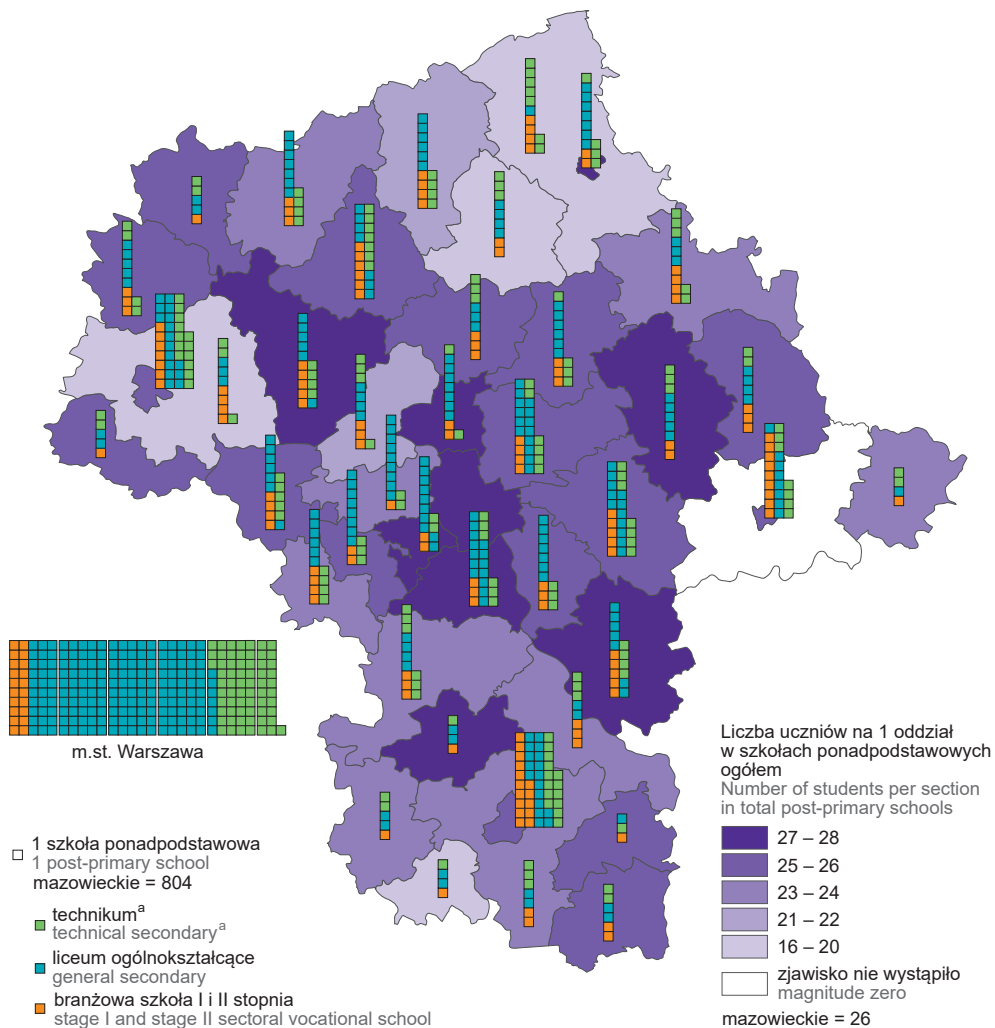 m.st. Warszawa
1 szkoła ponadpodstawowa
1 post-primary school
mazowieckie = 804
technikumᵃ
technical secondaryᵃ
liceum ogólnokształcące
general secondary
branżowa szkoła I i II stopnia
stage I and stage II sectoral vocational school
Liczba uczniów na 1 oddział
w szkołach ponadpodstawowych
ogółem
Number of students per section
in total post-primary schools
27 – 28
25 – 26
23 – 24
21 – 22
16 – 20
zjawisko nie wystąpiło
magnitude zero
mazowieckie = 26